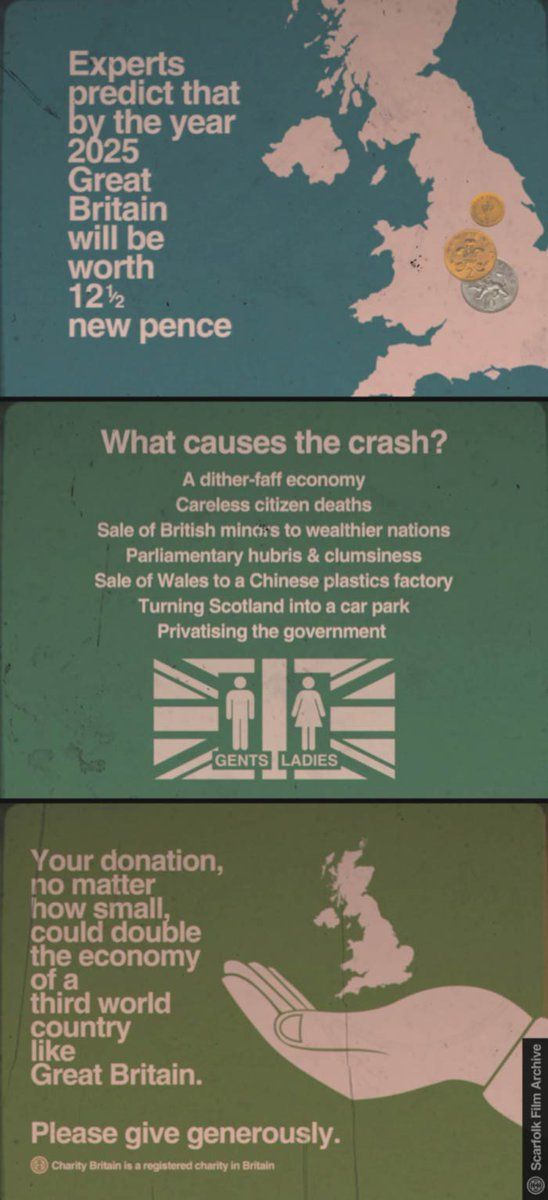 Experts
predict that
by the year
2025
Great
Britain
will be
worth
12½
new pence
What causes the crash?
A dither-faff economy
Careless citizen deaths
Sale of British minors to wealthier nations
Parliamentary hubris & clumsiness
Sale of Wales to a Chinese plastics factory
Turning Scotland into a car park
Privatising the government
GENTS LADIES
Your donation,
no matter
how small,
could double
the economy
of a
third world
country
like
Great Britain.
Please give generously.
Charity Britain is a registered charity in Britain
Scarfolk Film Archive